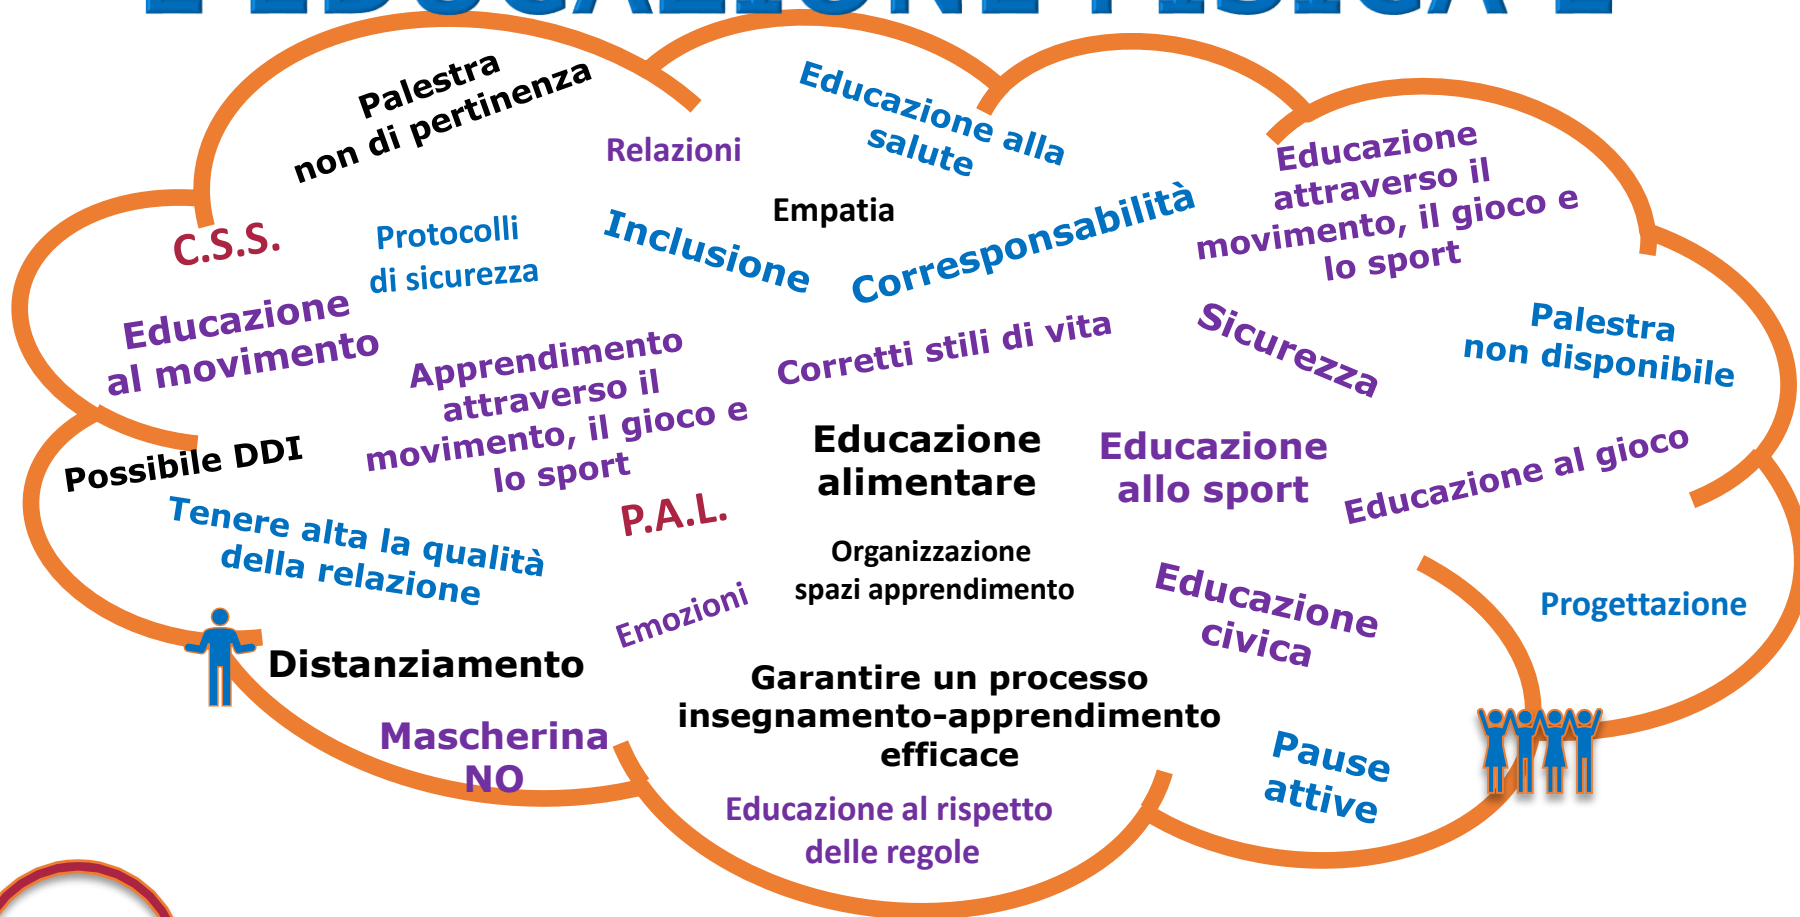 EDUCAZIONE FISICA
Palestra
non di pertinenza
Relazioni
Educazione alla
salute
Empatia
Educazione
attraverso il
movimento, il gioco e
lo sport
C.S.S.
Protocolli
di sicurezza
Inclusione
Corresponsabilità
Educazione
al movimento
Apprendimento
attraverso il
movimento, il gioco e
lo sport
Corretti stili di vita
Sicurezza
Palestra
non disponibile
Possibile DDI
Educazione
alimentare
Educazione
allo sport
Educazione al gioco
Tenere alta la qualità
della relazione
P.A.L.
Organizzazione
spazi apprendimento
Emozioni
Educazione
civica
Progettazione
Distanziamento
Garantire un processo
insegnamento-apprendimento
efficace
Mascherina
NO
Pause
attive
Educazione al rispetto
delle regole